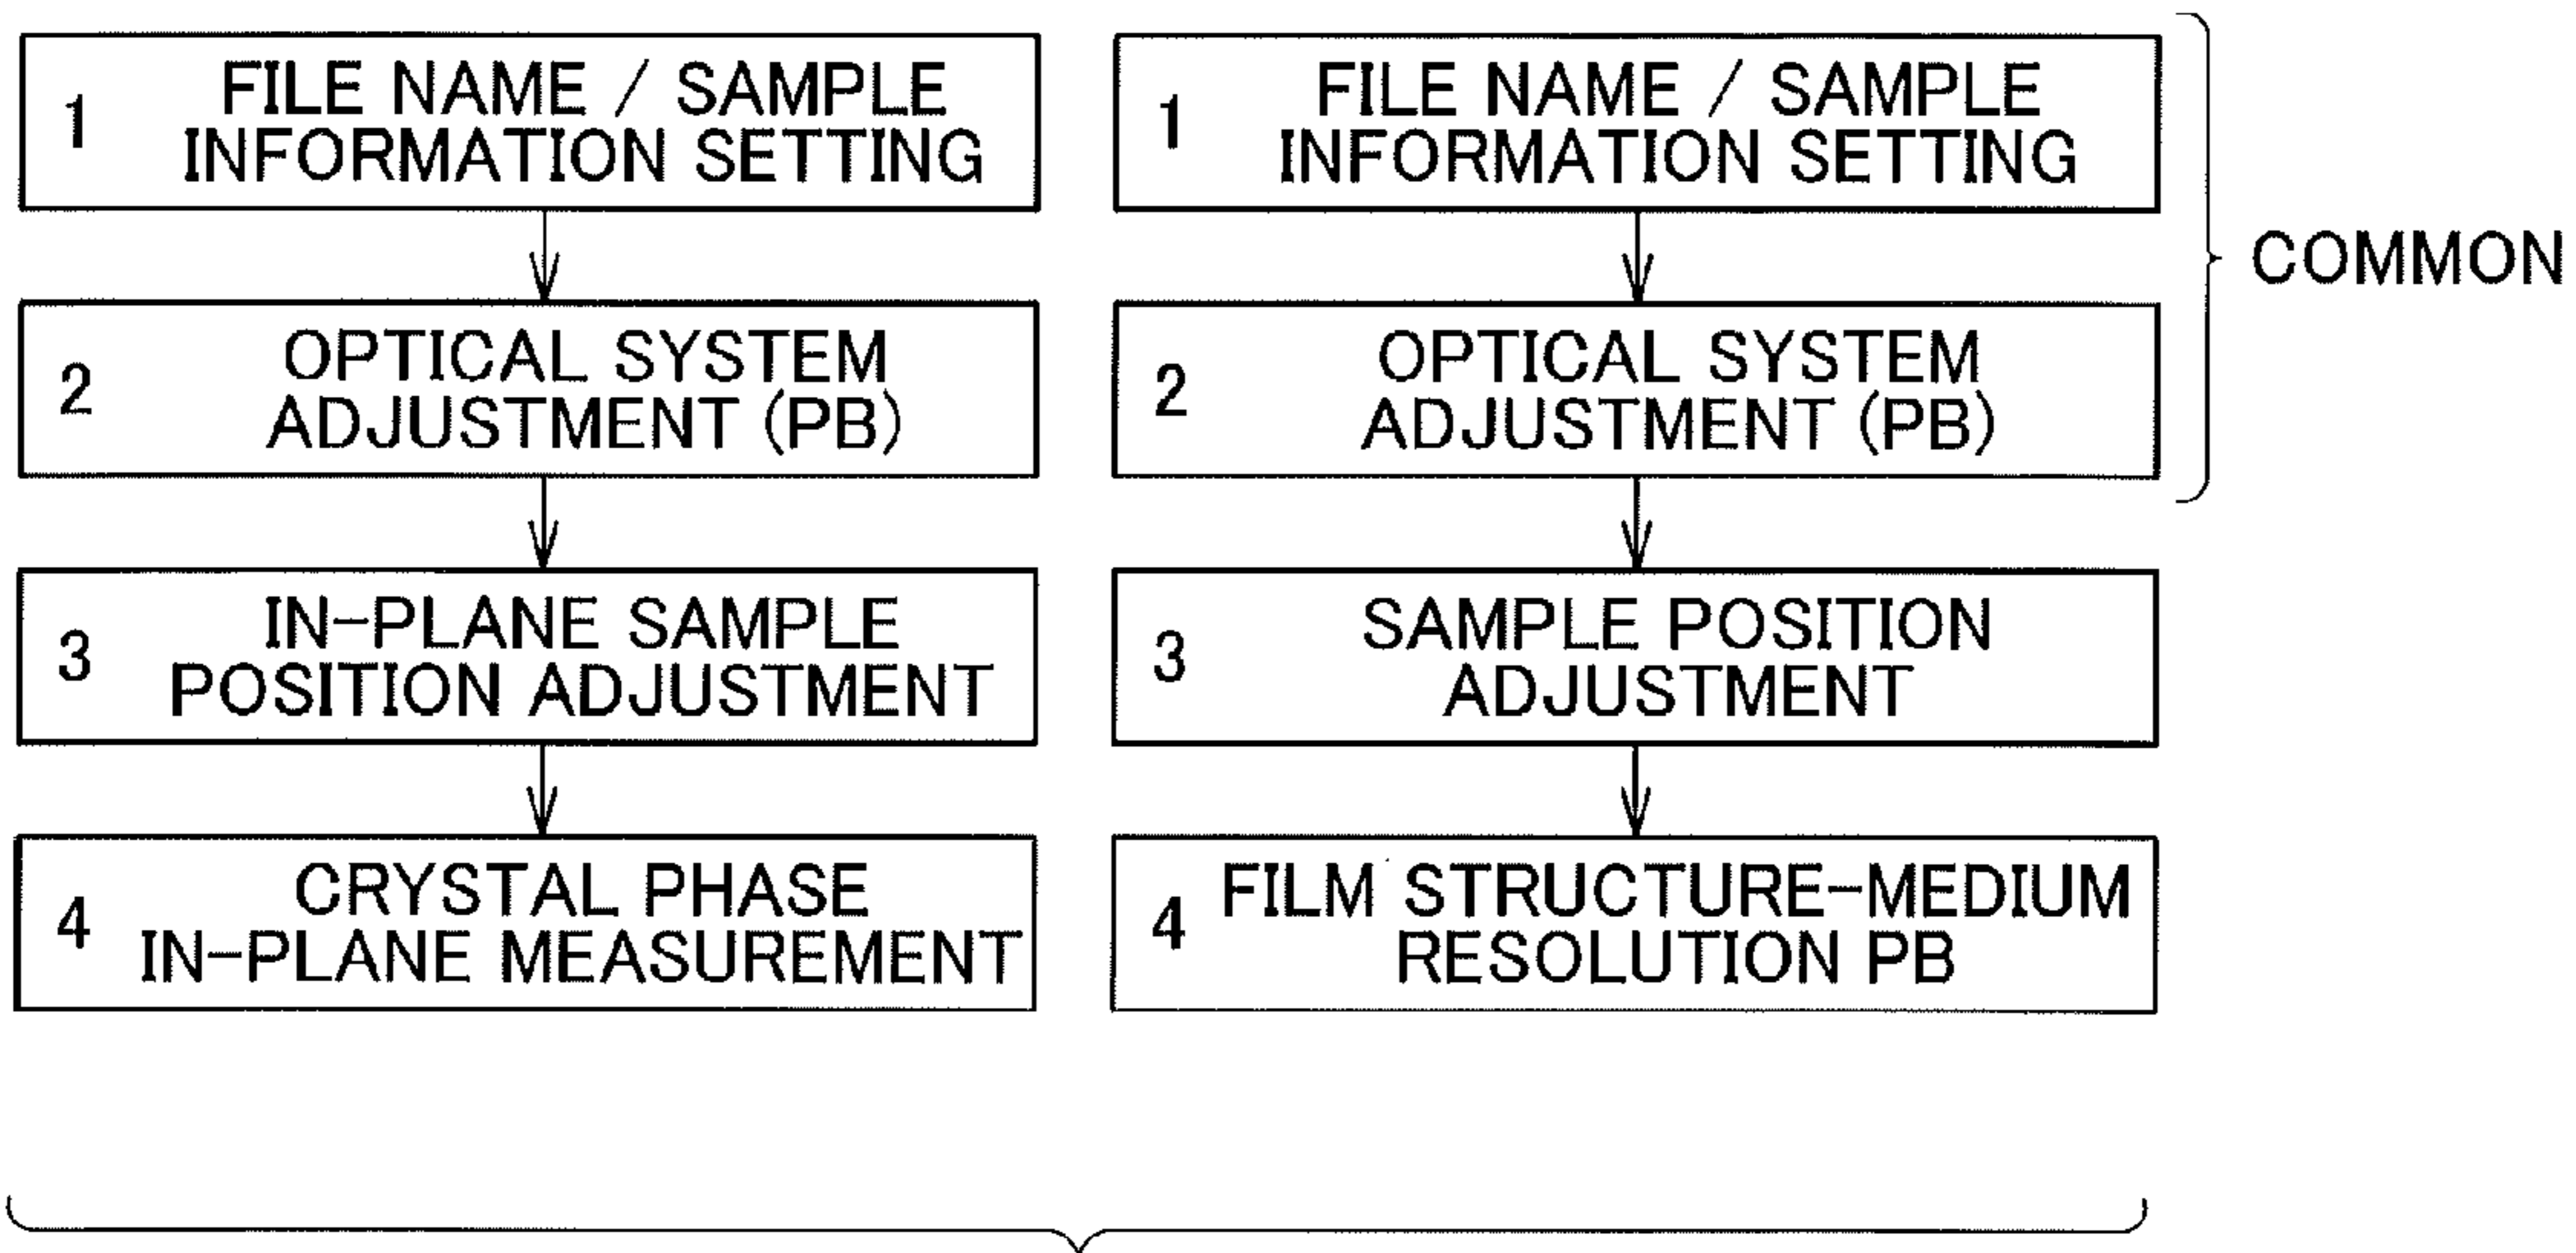 1
FILE NAME / SAMPLE
INFORMATION SETTING
2
OPTICAL SYSTEM
ADJUSTMENT (PB)
3
IN-PLANE SAMPLE
POSITION ADJUSTMENT
4
CRYSTAL PHASE
IN-PLANE MEASUREMENT
1
FILE NAME / SAMPLE
INFORMATION SETTING
2
OPTICAL SYSTEM
ADJUSTMENT (PB)
3
SAMPLE POSITION
ADJUSTMENT
4
FILM STRUCTURE-MEDIUM
RESOLUTION PB
COMMON